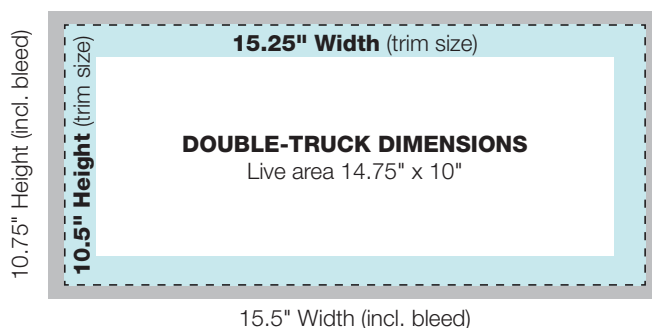 15.25" Width (trim size)
10.75" Height (incl. bleed)
10.5" Height (trim size)
DOUBLE-TRUCK DIMENSIONS
Live area 14.75" x 10"
15.5" Width (incl. bleed)